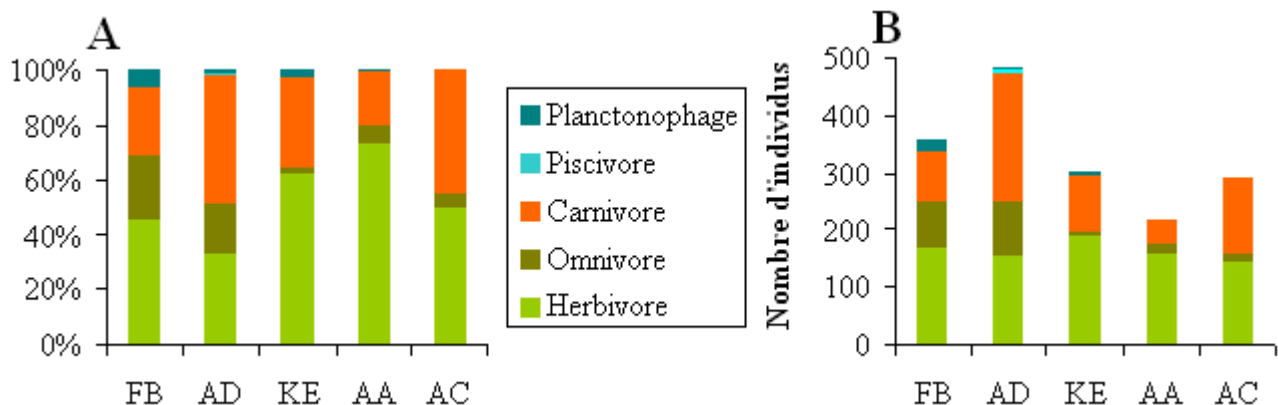 A
100%
80%
60%
40%
20%
0%
FB AD KE AA AC
Planctonophage
Piscivore
Carnivore
Omnivore
Herbivore
B
Nombre d'individus
500
400
300
200
100
0
FB AD KE AA AC